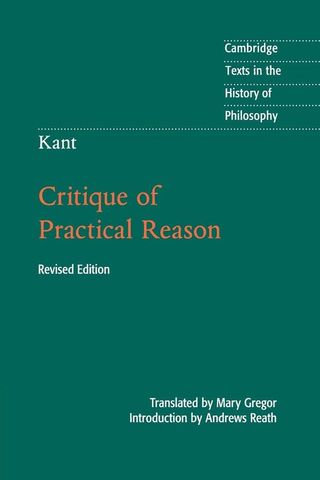 Cambridge
Texts in the
History of
Philosophy
Kant
Critique of
Practical Reason
Revised Edition
Translated by Mary Gregor
Introduction by Andrews Reath